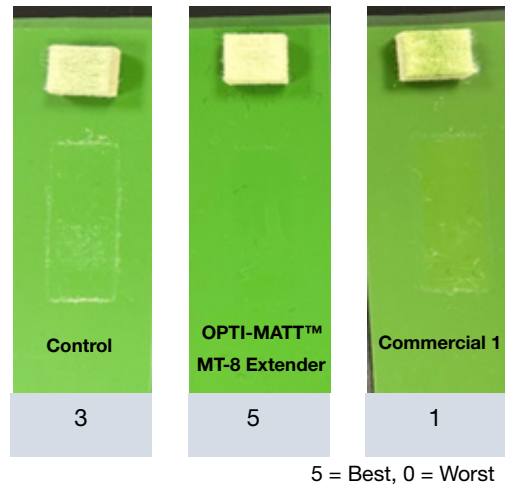 Control
OPTI-MATT™
MT-8 Extender
Commercial 1
3
5
1
5 = Best, 0 = Worst